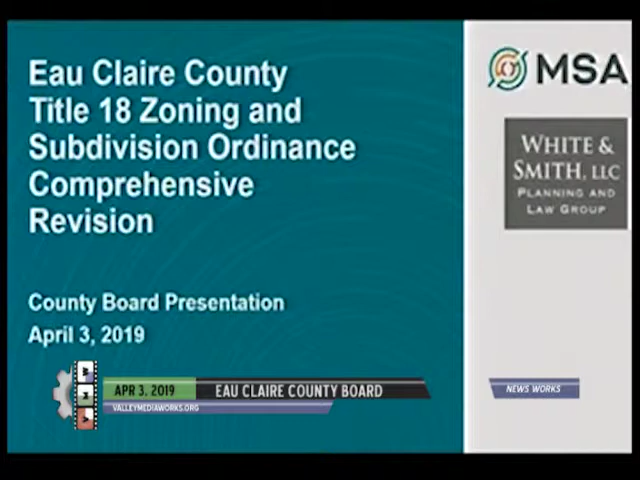 Eau Claire County
Title 18 Zoning and
Subdivision Ordinance
Comprehensive
Revision
County Board Presentation
April 3, 2019
MSA
WHITE &
SMITH, LLC
PLANNING AND
LAW GROUP
APR 3, 2019
EAU CLAIRE COUNTY BOARD
VALLEYMEDIAWORKS.ORG
NEWS WORKS